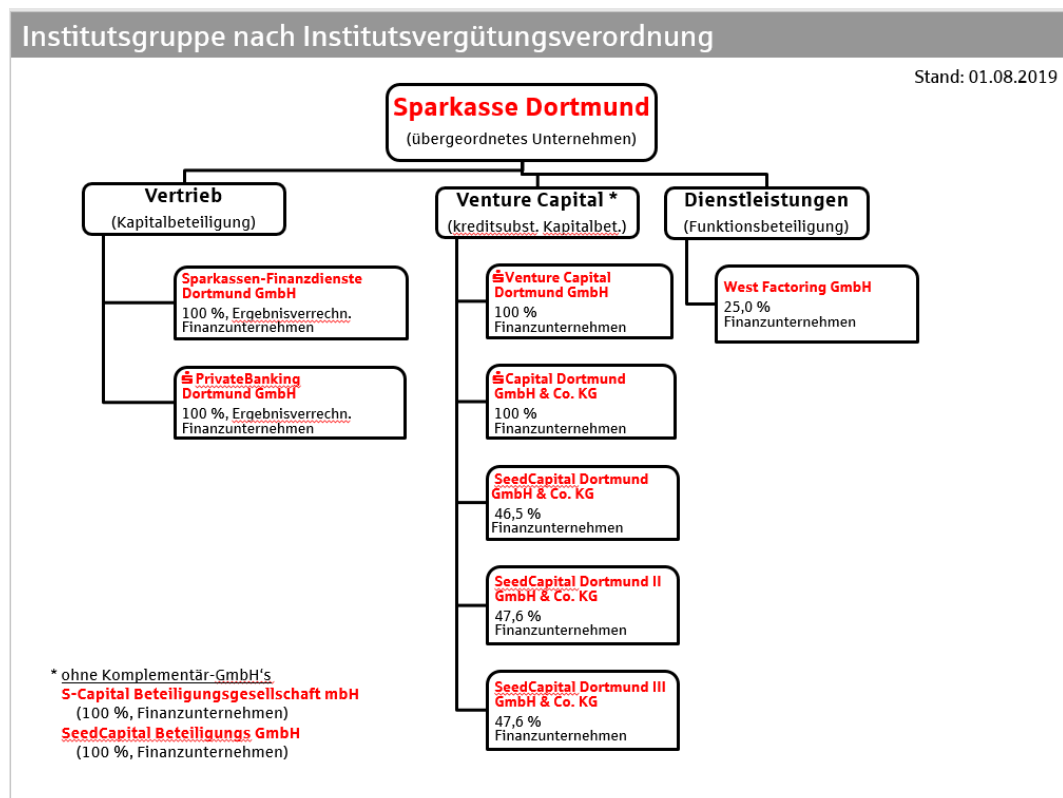 Institutsgruppe nach Institutsvergütungsverordnung
Stand: 01.08.2019
Sparkasse Dortmund
(übergeordnetes Unternehmen)
Vertrieb
(Kapitalbeteiligung)
Sparkassen-Finanzdienste
Dortmund GmbH
100 %, Ergebnisverrechn.
Finanzunternehmen
PrivateBanking
Dortmund GmbH
100 %, Ergebnisverrechn.
Finanzunternehmen
Venture Capital *
(kreditsubst. Kapitalbet.)
Venture Capital
Dortmund GmbH
100 %
Finanzunternehmen
Capital Dortmund
GmbH & Co. KG
100 %
Finanzunternehmen
SeedCapital Dortmund
GmbH & Co. KG
46,5 %
Finanzunternehmen
SeedCapital Dortmund II
GmbH & Co. KG
47,6 %
Finanzunternehmen
SeedCapital Dortmund III
GmbH & Co. KG
47,6 %
Finanzunternehmen
Dienstleistungen
(Funktionsbeteiligung)
West Factoring GmbH
25,0 %
Finanzunternehmen
* ohne Komplementär-GmbH‘s
S-Capital Beteiligungsgesellschaft mbH
(100 %, Finanzunternehmen)
SeedCapital Beteiligungs GmbH
(100 %, Finanzunternehmen)